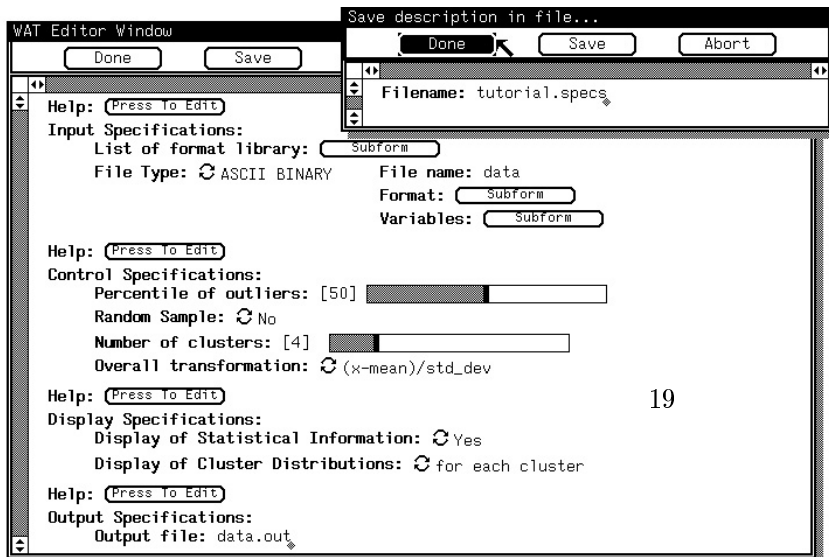 Save description in file...
Done Save Abort
Filename: tutorial.specs
WAT Editor Window
Done Save
Help: Press To Edit
Input Specifications:
List of format library: Subform
File Type: ASCII BINARY File name: data
Format: Subform
Variables: Subform
Help: Press To Edit
Control Specifications:
Percentile of outliers: [50]
Random Sample: No
Number of clusters: [4]
Overall transformation: (x-mean)/std_dev
Help: Press To Edit
19
Display Specifications:
Display of Statistical Information: Yes
Display of Cluster Distributions: for each cluster
Help: Press To Edit
Output Specifications:
Output file: data.out